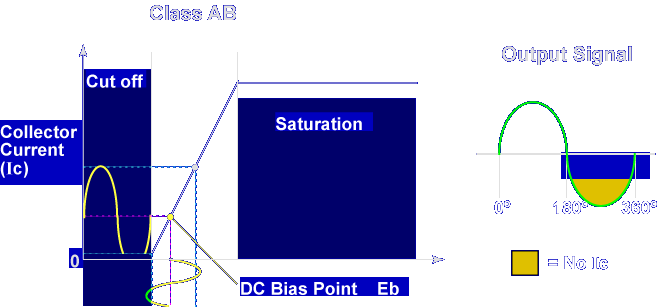 Class AB
Output Signal
Cut off
Saturation
Collector
Current
(Ic)
0
DC Bias Point Eb
0° 180° 360°
= No Ic